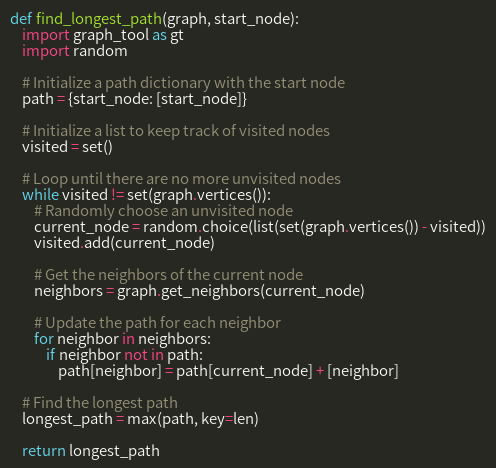 def find_longest_path(graph, start_node):
    import graph_tool as gt
    import random

    # Initialize a path dictionary with the start node
    path = {start_node: [start_node]}

    # Initialize a list to keep track of visited nodes
    visited = set()

    # Loop until there are no more unvisited nodes
    while visited != set(graph.vertices()):
        # Randomly choose an unvisited node
        current_node = random.choice(list(set(graph.vertices()) - visited))
        visited.add(current_node)

        # Get the neighbors of the current node
        neighbors = graph.get_neighbors(current_node)

        # Update the path for each neighbor
        for neighbor in neighbors:
            if neighbor not in path:
                path[neighbor] = path[current_node] + [neighbor]

    # Find the longest path
    longest_path = max(path, key=len)

    return longest_path